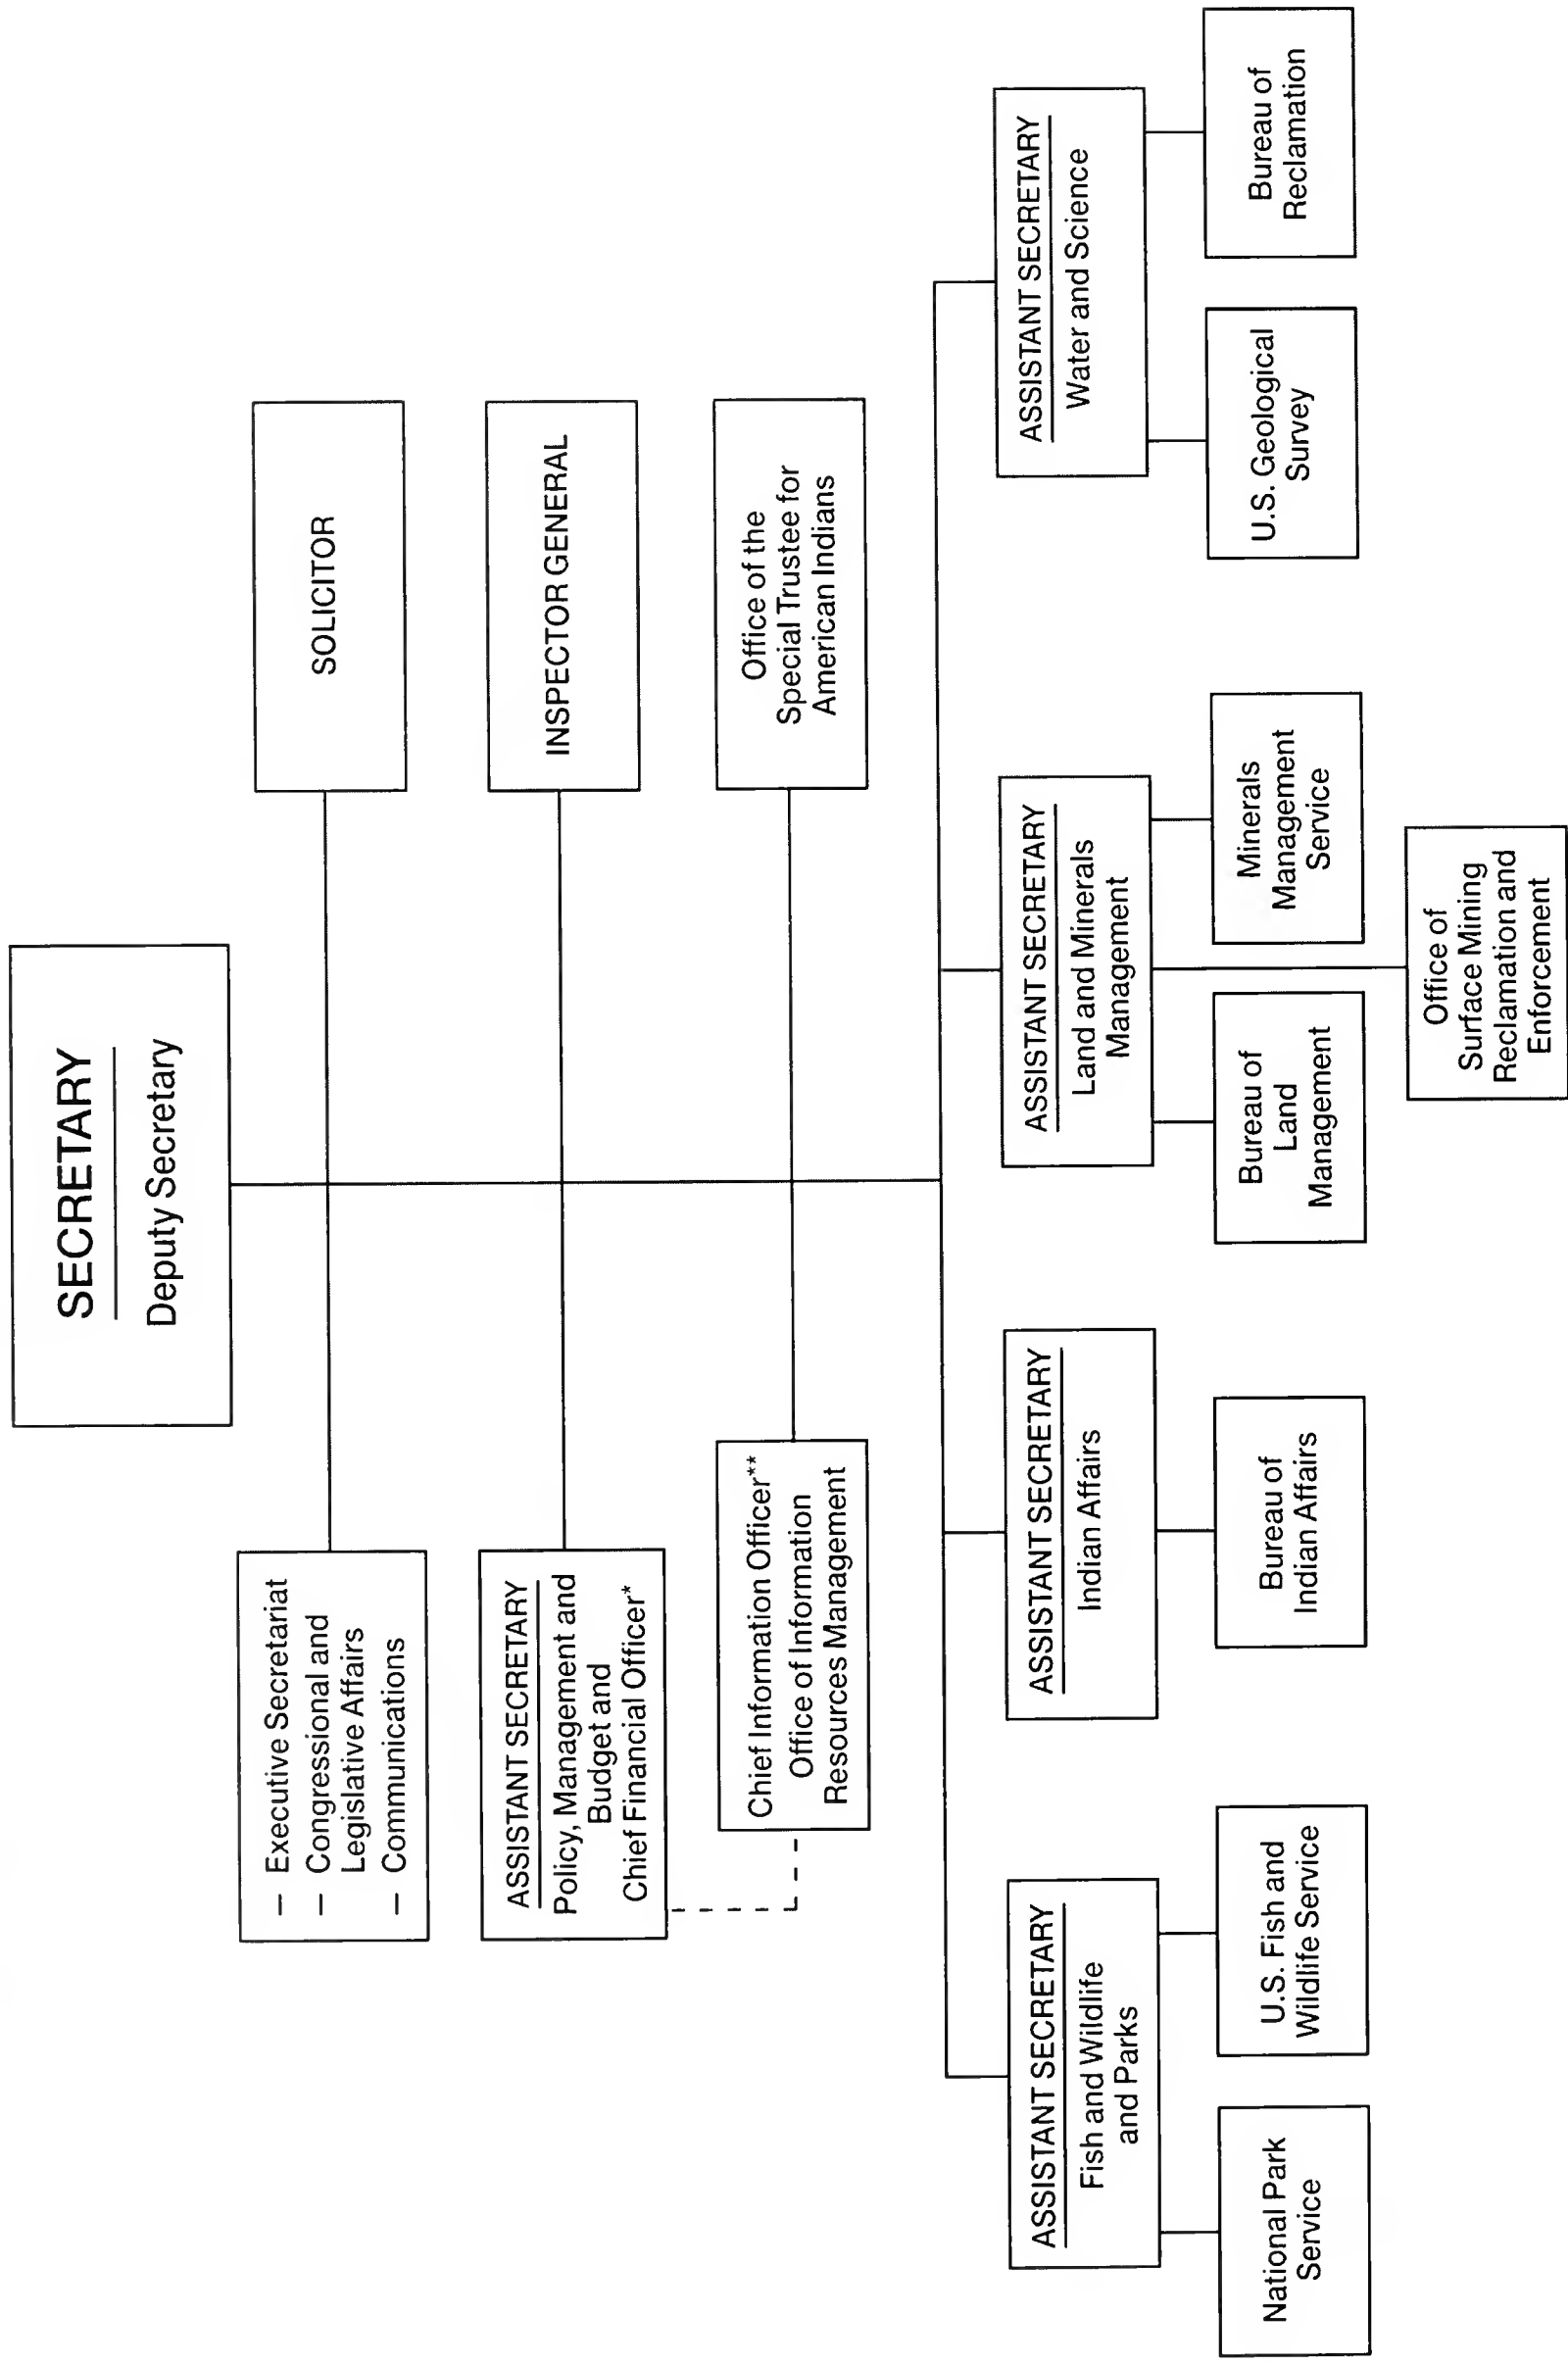 SECRETARY
Deputy Secretary
– Executive Secretariat
– Congressional and
Legislative Affairs
– Communications
SOLICITOR
ASSISTANT SECRETARY
Policy, Management and
Budget and
Chief Financial Officer*
INSPECTOR GENERAL
Chief Information Officer**
Office of Information
Resources Management
Office of the
Special Trustee for
American Indians
ASSISTANT SECRETARY
Fish and Wildlife
and Parks
ASSISTANT SECRETARY
Indian Affairs
ASSISTANT SECRETARY
Land and Minerals
Management
ASSISTANT SECRETARY
Water and Science
National Park
Service
U.S. Fish and
Wildlife Service
Bureau of
Indian Affairs
Bureau of
Land
Management
Minerals
Management
Service
U.S. Geological
Survey
Bureau of
Reclamation
Office of
Surface Mining
Reclamation and
Enforcement